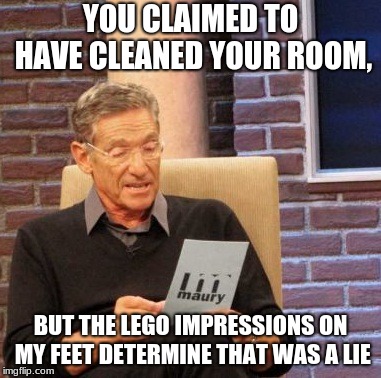 YOU CLAIMED TO
HAVE CLEANED YOUR ROOM,
maury
BUT THE LEGO IMPRESSIONS ON
MY FEET DETERMINE THAT WAS A LIE
imgflip.com